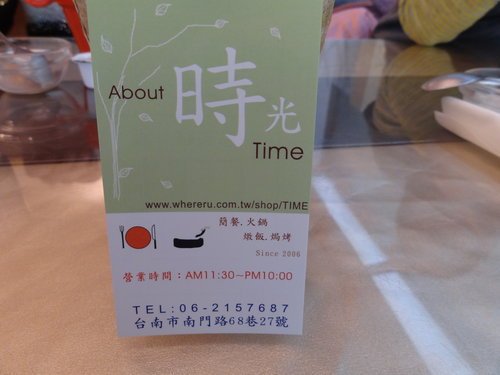 About 時光
Time
www.whereru.com.tw/shop/TIME
簡餐.火鍋
燉飯.焗烤
Since 2006
營業時間：AM11:30~PM10:00
TEL:06-2157687
台南市南門路68巷27號